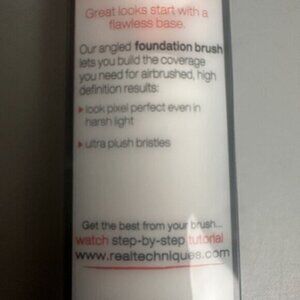 Great looks start with a
flawless base.
Our angled foundation brush
lets you build the coverage
you need for airbrushed, high
definition results:
▸ look pixel perfect even in
harsh light
▸ ultra plush bristles
Get the best from your brush...
watch step-by-step tutorial
www.realtechniques.com